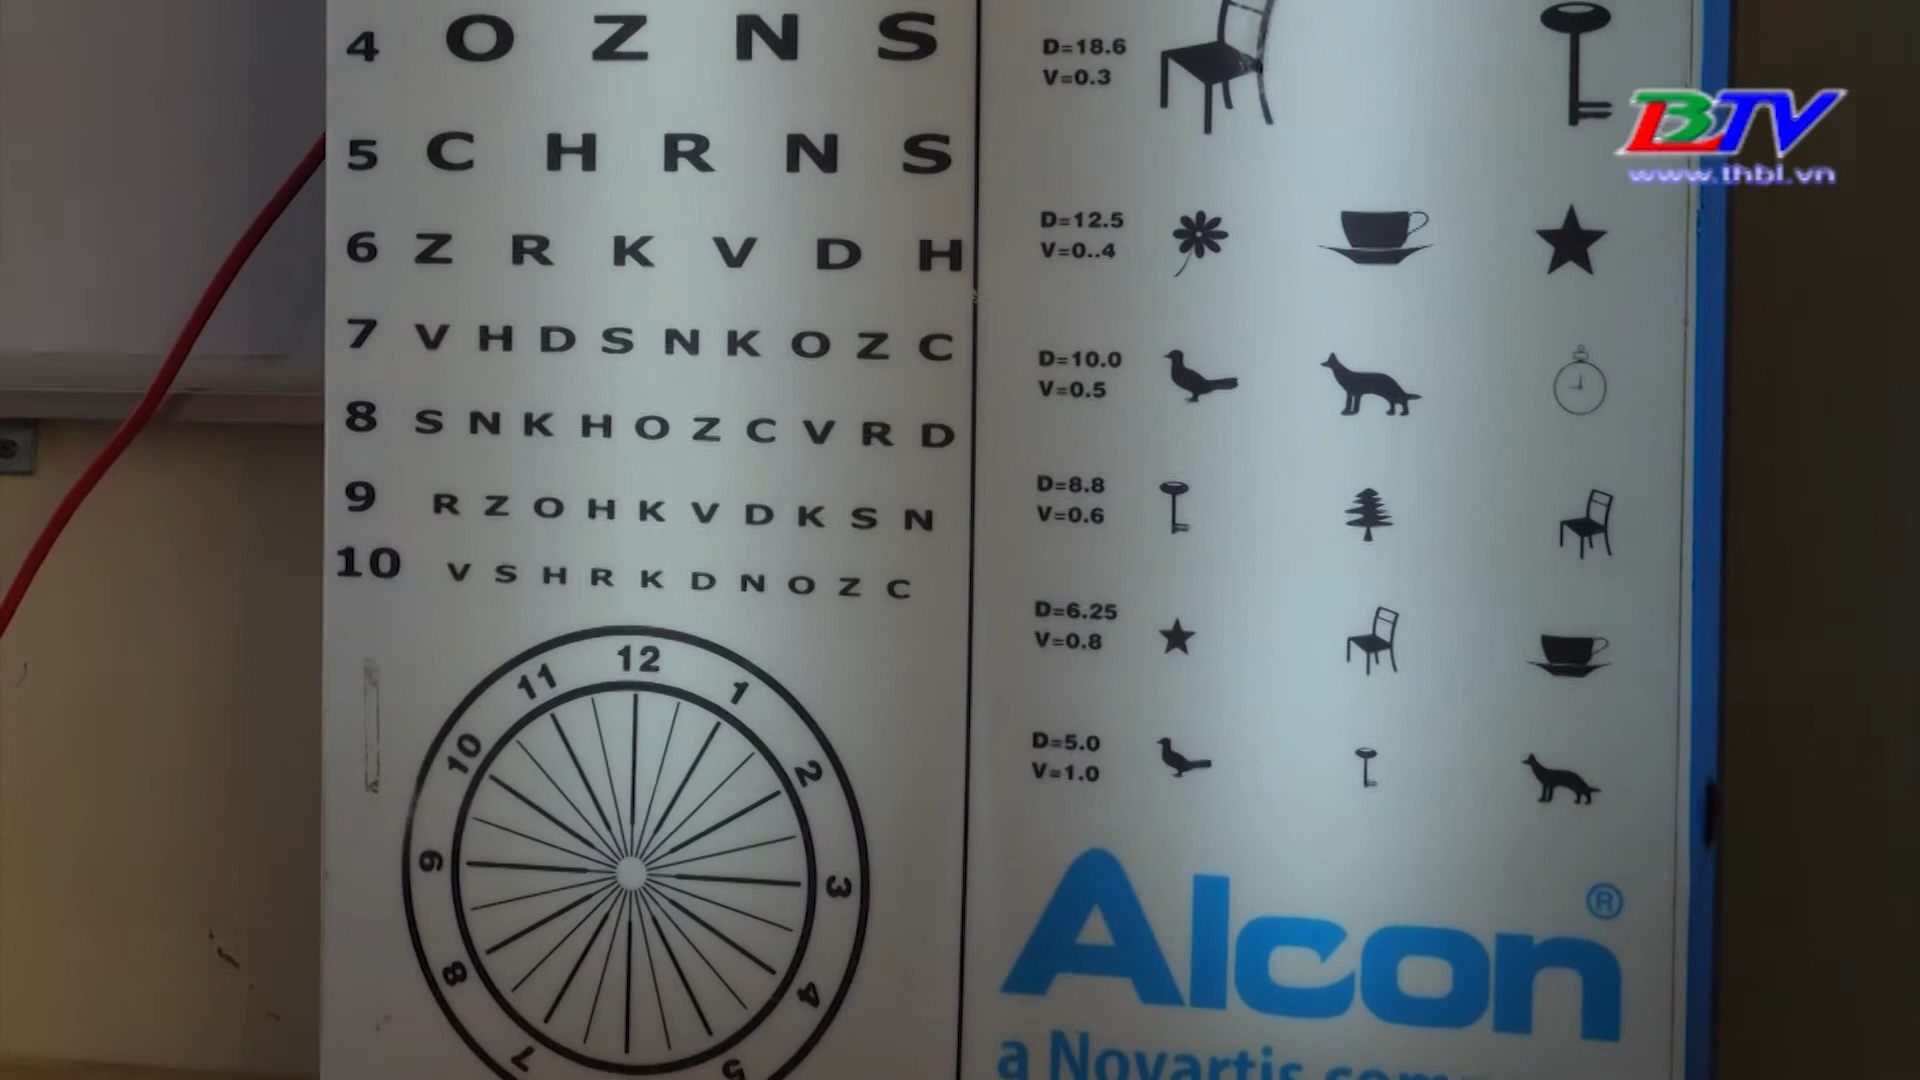 4 O Z N S
5 C H R N S
6 Z R K V D H
7 V H D S N K O Z C
8 S N K H O Z C V R D
9 R Z O H K V D K S N
10 V S H R K D N O Z C
12
11 1
10 2
9 3
8 4
7 5
D=18.6
V=0.3
D=12.5
V=0..4
D=10.0
V=0.5
D=8.8
V=0.6
D=6.25
V=0.8
D=5.0
V=1.0
Alcon®
a Novartis
BTV
www.thbl.vn